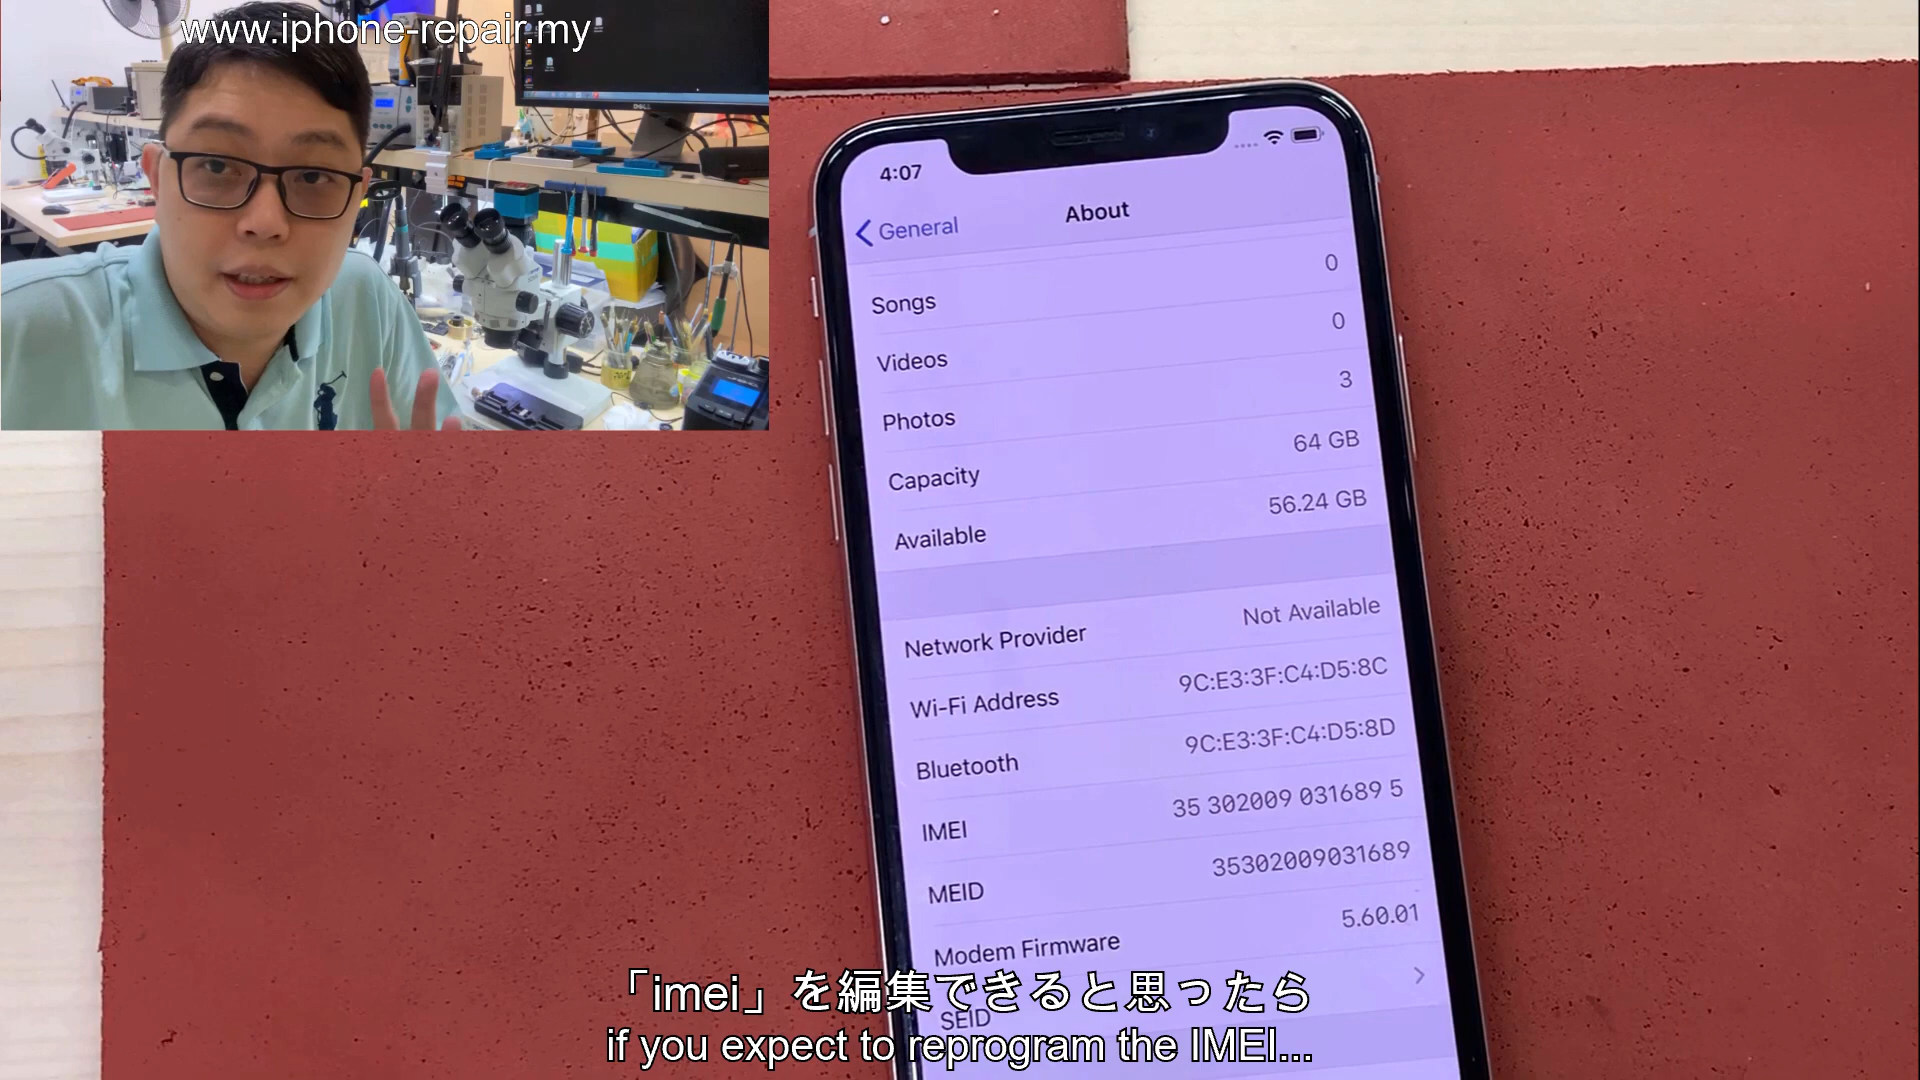 www.iphone-repair.my
DELL
4:07
General
About
Songs 0
Videos 0
Photos 3
Capacity 64 GB
Available 56.24 GB
Network Provider Not Available
Wi-Fi Address 9C:E3:3F:C4:D5:8C
Bluetooth 9C:E3:3F:C4:D5:8D
IMEI 35 302009 031689 5
MEID 35302009031689
Modem Firmware 5.60.01
SEID
「imei」を編集できると思ったら
if you expect to reprogram the IMEI...